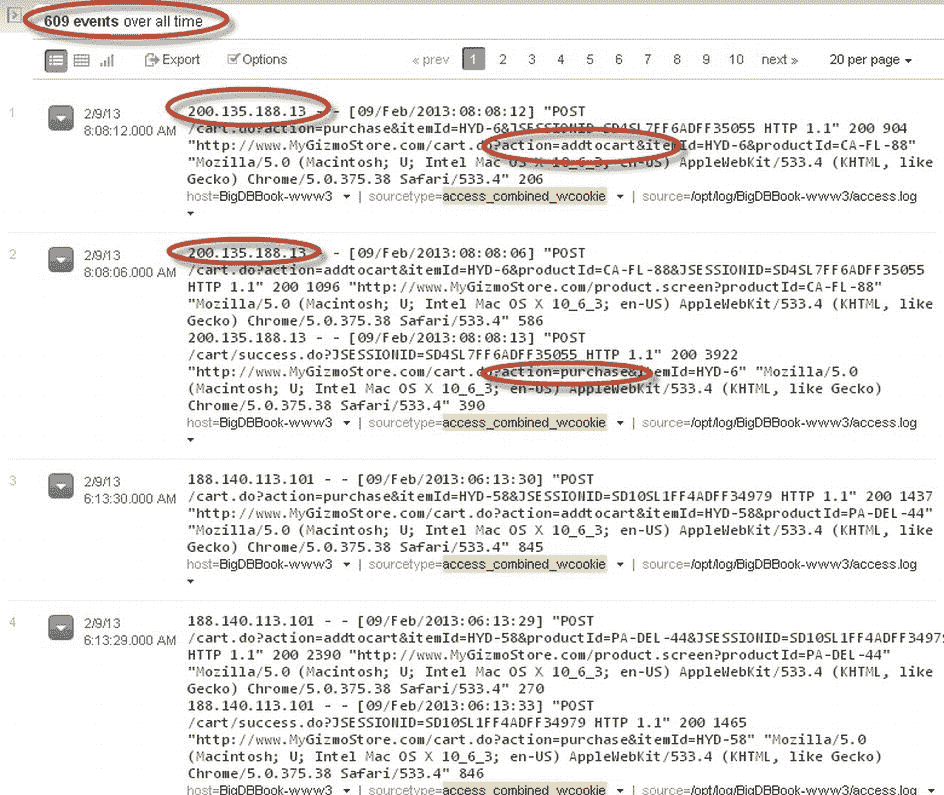 609 events over all time
Export Options « prev 1 2 3 4 5 6 7 8 9 10 next » 20 per page
1 2/9/13 200.135.188.13 - - [09/Feb/2013:08:08:12] "POST
8:08:12.000 AM /cart.do?action=purchase&itemId=HYD-6&JSESSIONID=SD4SL7FF6ADFF35055 HTTP 1.1" 200 904
"http://www.MyGizmoStore.com/cart.do?action=addtocart&itemId=HYD-6&productId=CA-FL-88"
"Mozilla/5.0 (Macintosh; U; Intel Mac OS X 10_6_3; en-US) AppleWebKit/533.4 (KHTML, like
Gecko) Chrome/5.0.375.38 Safari/533.4" 206
host=BigDBBook-www3 | sourcetype=access_combined_wcookie | source=/opt/log/BigDBBook-www3/access.log
2 2/9/13 200.135.188.13 - - [09/Feb/2013:08:08:06] "POST
8:08:06.000 AM /cart.do?action=addtocart&itemId=HYD-6&productId=CA-FL-88&JSESSIONID=SD4SL7FF6ADFF35055
HTTP 1.1" 200 1096 "http://www.MyGizmoStore.com/product.screen?productId=CA-FL-88"
"Mozilla/5.0 (Macintosh; U; Intel Mac OS X 10_6_3; en-US) AppleWebKit/533.4 (KHTML, like
Gecko) Chrome/5.0.375.38 Safari/533.4" 586
200.135.188.13 - - [09/Feb/2013:08:08:13] "POST
/cart/success.do?JSESSIONID=SD4SL7FF6ADFF35055 HTTP 1.1" 200 3922
"http://www.MyGizmoStore.com/cart.do?action=purchase&itemId=HYD-6" "Mozilla/5.0
(Macintosh; U; Intel Mac OS X 10_6_3; en-US) AppleWebKit/533.4 (KHTML, like Gecko)
Chrome/5.0.375.38 Safari/533.4" 390
host=BigDBBook-www3 | sourcetype=access_combined_wcookie | source=/opt/log/BigDBBook-www3/access.log
3 2/9/13 188.140.113.101 - - [09/Feb/2013:06:13:30] "POST
6:13:30.000 AM /cart.do?action=purchase&itemId=HYD-58&JSESSIONID=SD10SL1FF4ADFF34979 HTTP 1.1" 200 1437
"http://www.MyGizmoStore.com/cart.do?action=addtocart&itemId=HYD-58&productId=PA-DEL-44"
"Mozilla/5.0 (Macintosh; U; Intel Mac OS X 10_6_3; en-US) AppleWebKit/533.4 (KHTML, like
Gecko) Chrome/5.0.375.38 Safari/533.4" 845
host=BigDBBook-www3 | sourcetype=access_combined_wcookie | source=/opt/log/BigDBBook-www3/access.log
4 2/9/13 188.140.113.101 - - [09/Feb/2013:06:13:29] "POST
6:13:29.000 AM /cart.do?action=addtocart&itemId=HYD-58&productId=PA-DEL-44&JSESSIONID=SD10SL1FF4ADFF3497
HTTP 1.1" 200 2390 "http://www.MyGizmoStore.com/product.screen?productId=PA-DEL-44"
"Mozilla/5.0 (Macintosh; U; Intel Mac OS X 10_6_3; en-US) AppleWebKit/533.4 (KHTML, like
Gecko) Chrome/5.0.375.38 Safari/533.4" 270
188.140.113.101 - - [09/Feb/2013:06:13:33] "POST
/cart/success.do?JSESSIONID=SD10SL1FF4ADFF34979 HTTP 1.1" 200 1465
"http://www.MyGizmoStore.com/cart.do?action=purchase&itemId=HYD-58" "Mozilla/5.0
(Macintosh; U; Intel Mac OS X 10_6_3; en-US) AppleWebKit/533.4 (KHTML, like Gecko)
Chrome/5.0.375.38 Safari/533.4" 846
host=BigDBBook-www3 | sourcetype=access_combined_wcookie | source=/opt/log/BigDBBook-www3/access.log